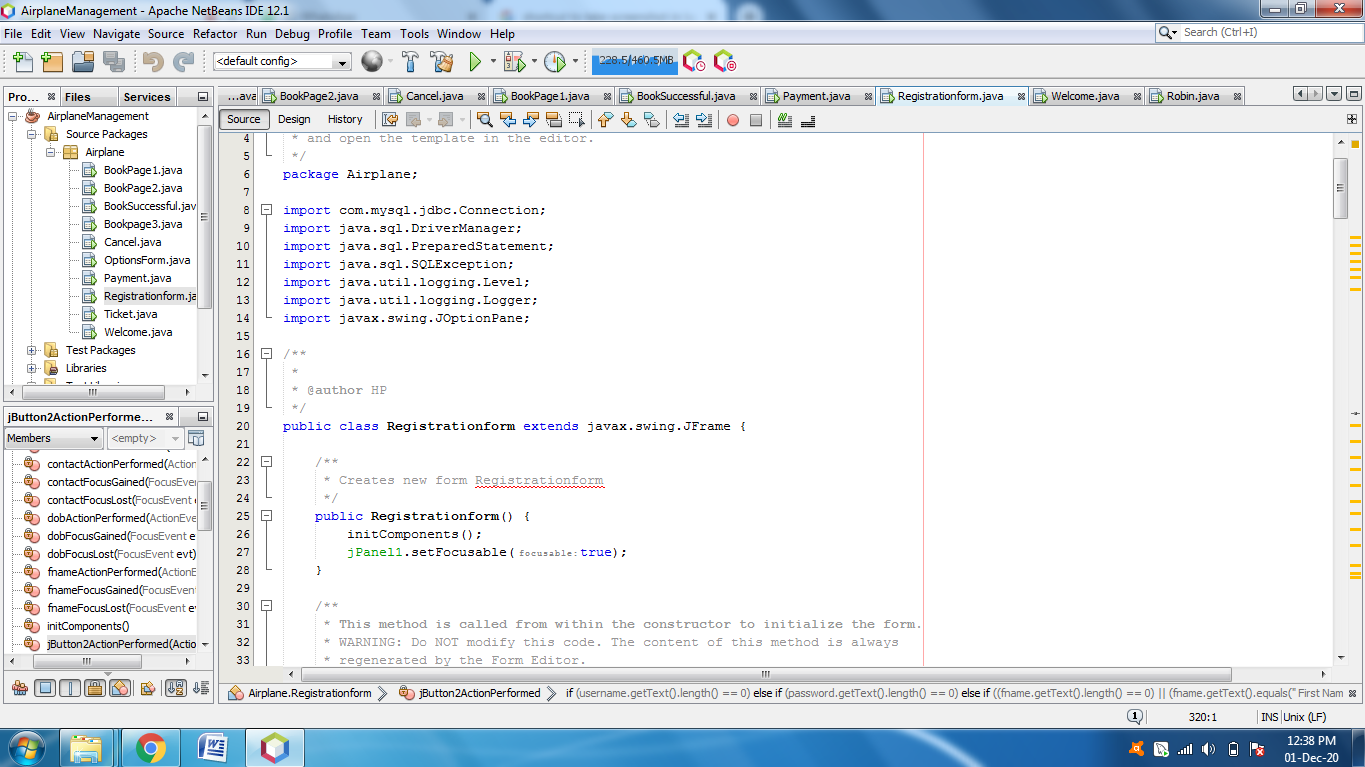 AirplaneManagement - Apache NetBeans IDE 12.1
File Edit View Navigate Source Refactor Run Debug Profile Team Tools Window Help
Search (Ctrl+I)
<default config>
228.5/460.5MB
Pro... Files Services
...ava BookPage2.java Cancel.java BookPage1.java BookSuccessful.java Payment.java Registrationform.java Welcome.java Robin.java
Source Design History
AirplaneManagement
Source Packages
Airplane
BookPage1.java
BookPage2.java
BookSuccessful.jav
Bookpage3.java
Cancel.java
OptionsForm.java
Payment.java
Registrationform.ja
Ticket.java
Welcome.java
Test Packages
Libraries
jButton2ActionPerforme...
Members <empty>
contactActionPerformed(Action
contactFocusGained(FocusEven
contactFocusLost(FocusEvent e
dobActionPerformed(ActionEve
dobFocusGained(FocusEvent e
dobFocusLost(FocusEvent evt)
fnameActionPerformed(ActionE
fnameFocusGained(FocusEvent
fnameFocusLost(FocusEvent ev
initComponents()
jButton2ActionPerformed(Actio
4 * and open the template in the editor.
5 */
6 package Airplane;
7
8 import com.mysql.jdbc.Connection;
9 import java.sql.DriverManager;
10 import java.sql.PreparedStatement;
11 import java.sql.SQLException;
12 import java.util.logging.Level;
13 import java.util.logging.Logger;
14 import javax.swing.JOptionPane;
15
16 /**
17 *
18 * @author HP
19 */
20 public class Registrationform extends javax.swing.JFrame {
21
22 /**
23 * Creates new form Registrationform
24 */
25 public Registrationform() {
26 initComponents();
27 jPanel1.setFocusable( focusable: true);
28 }
29
30 /**
31 * This method is called from within the constructor to initialize the form.
32 * WARNING: Do NOT modify this code. The content of this method is always
33 * regenerated by the Form Editor.
Airplane.Registrationform jButton2ActionPerformed if (username.getText().length() == 0) else if (password.getText().length() == 0) else if ((fname.getText().length() == 0) || (fname.getText().equals(" First Nam
1 320:1 INS Unix (LF)
12:38 PM
01-Dec-20